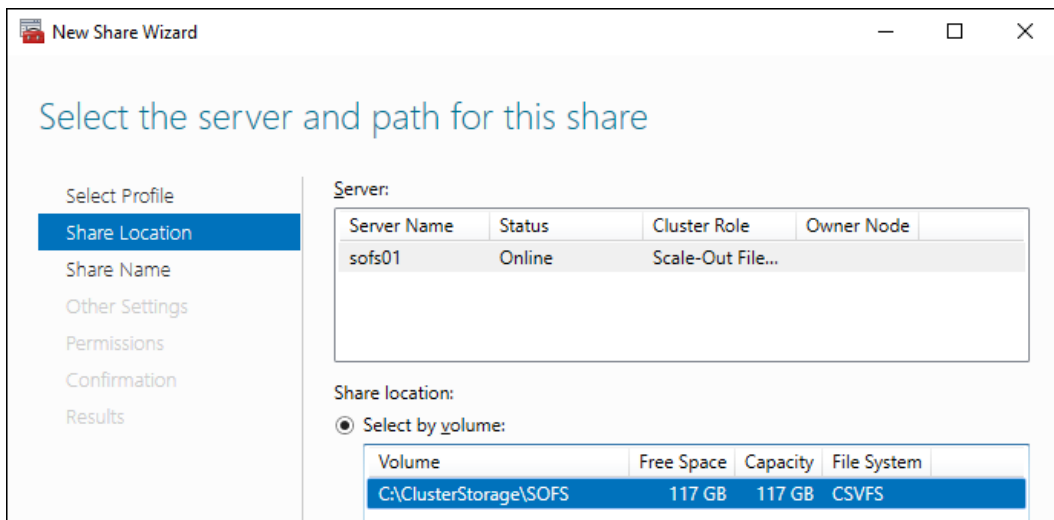 New Share Wizard
Select the server and path for this share
Select Profile
Share Location
Share Name
Other Settings
Permissions
Confirmation
Results
Server:
Server Name Status Cluster Role Owner Node
sofs01 Online Scale-Out File...
Share location:
Select by volume:
Volume Free Space Capacity File System
C:\ClusterStorage\SOFS 117 GB 117 GB CSVFS